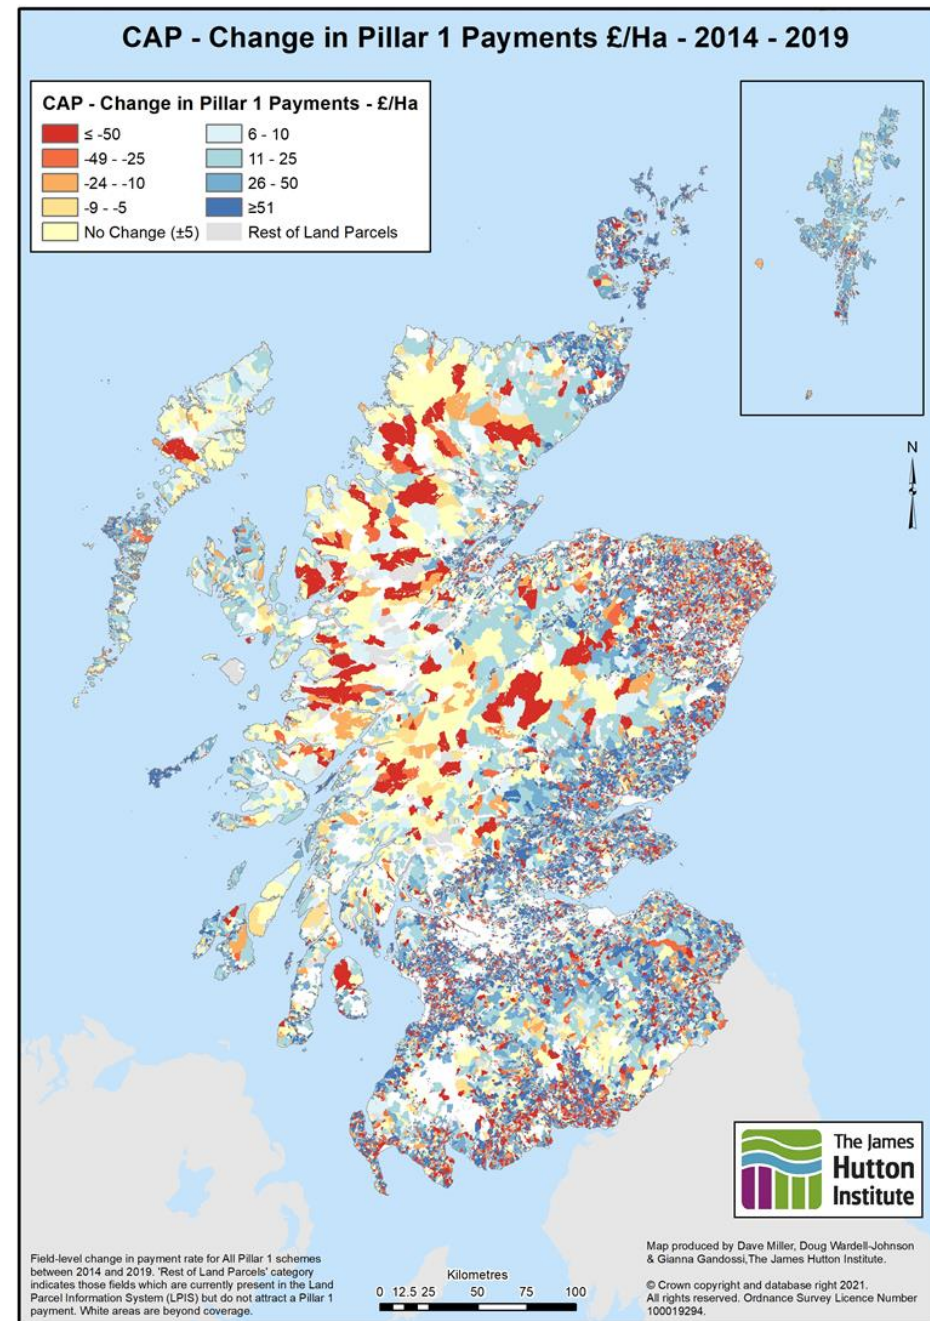 CAP - Change in Pillar 1 Payments £/Ha - 2014 - 2019
CAP - Change in Pillar 1 Payments - £/Ha
≤ -50
-49 - -25
-24 - -10
-9 - -5
No Change (±5)
6 - 10
11 - 25
26 - 50
≥51
Rest of Land Parcels
N
The James
Hutton
Institute
Field-level change in payment rate for All Pillar 1 schemes
between 2014 and 2019. 'Rest of Land Parcels' category
indicates those fields which are currently present in the Land
Parcel Information System (LPIS) but do not attract a Pillar 1
payment. White areas are beyond coverage.
Kilometres
0 12.5 25 50 75 100
Map produced by Dave Miller, Doug Wardell-Johnson
& Gianna Gandossi,The James Hutton Institute.
© Crown copyright and database right 2021.
All rights reserved. Ordnance Survey Licence Number
100019294.